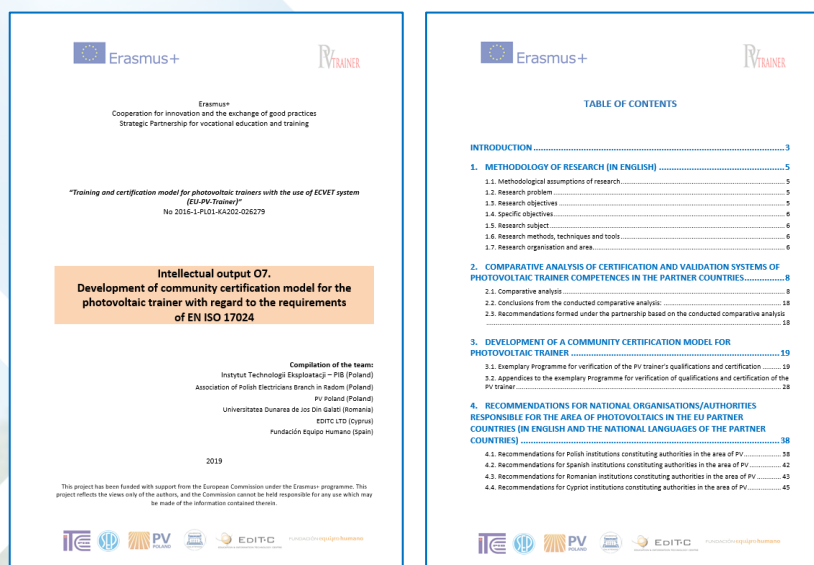 Erasmus+
PV TRAINER
Erasmus+
Cooperation for innovation and the exchange of good practices
Strategic Partnership for vocational education and training
"Training and certification model for photovoltaic trainers with the use of ECVET system
(EU-PV-Trainer)"
No 2016-1-PL01-KA202-026279
Intellectual output O7.
Development of community certification model for the
photovoltaic trainer with regard to the requirements
of EN ISO 17024
Compilation of the team:
Instytut Technologii Eksploatacji – PIB (Poland)
Association of Polish Electricians Branch in Radom (Poland)
PV Poland (Poland)
Universitatea Dunarea de Jos Din Galati (Romania)
EDITC LTD (Cyprus)
Fundación Equipo Humano (Spain)
2019
This project has been funded with support from the European Commission under the Erasmus+ programme. This
project reflects the views only of the authors, and the Commission cannot be held responsible for any use which may
be made of the information contained therein.
SEP
PV
POLAND
EDIT-C
FUNDACIÓNequipohumano
Erasmus+
PV TRAINER
TABLE OF CONTENTS
INTRODUCTION ... 3
1. METHODOLOGY OF RESEARCH (IN ENGLISH) ... 5
1.1. Methodological assumptions of research ... 5
1.2. Research problem ... 5
1.3. Research objectives ... 5
1.4. Specific objectives ... 6
1.5. Research subject ... 6
1.6. Research methods, techniques and tools ... 6
1.7. Research organisation and area ... 6
2. COMPARATIVE ANALYSIS OF CERTIFICATION AND VALIDATION SYSTEMS OF
PHOTOVOLTAIC TRAINER COMPETENCES IN THE PARTNER COUNTRIES ... 8
2.1. Comparative analysis ... 8
2.2. Conclusions from the conducted comparative analysis: ... 18
2.3. Recommendations formed under the partnership based on the conducted comparative analysis
... 18
3. DEVELOPMENT OF A COMMUNITY CERTIFICATION MODEL FOR
PHOTOVOLTAIC TRAINER ... 19
3.1. Exemplary Programme for verification of the PV trainer's qualifications and certification ... 19
3.2. Appendices to the exemplary Programme for verification of qualifications and certification of the
PV trainer ... 28
4. RECOMMENDATIONS FOR NATIONAL ORGANISATIONS/AUTHORITIES
RESPONSIBLE FOR THE AREA OF PHOTOVOLTAICS IN THE EU PARTNER
COUNTRIES (IN ENGLISH AND THE NATIONAL LANGUAGES OF THE PARTNER
COUNTRIES) ... 38
4.1. Recommendations for Polish institutions constituting authorities in the area of PV ... 38
4.2. Recommendations for Spanish institutions constituting authorities in the area of PV ... 42
4.3. Recommendations for Romanian institutions constituting authorities in the area of PV ... 43
4.4. Recommendations for Cypriot institutions constituting authorities in the area of PV ... 45
SEP
PV
POLAND
EDIT-C
FUNDACIÓNequipohumano